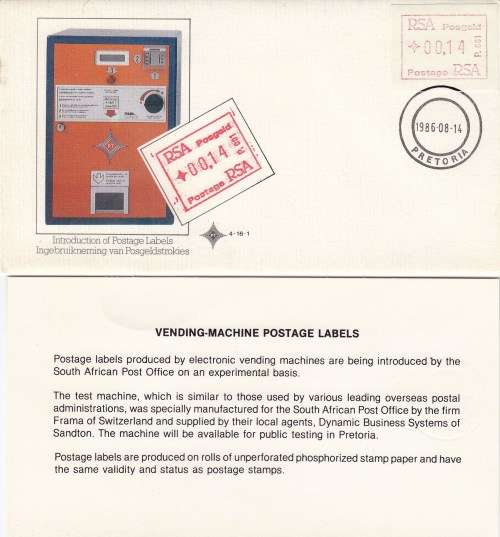 RSA Posgeld
00,14
P.001
Postage RSA
1986-08-14
PRETORIA
RSA Posgeld
00,14
P.001
Postage RSA
Introduction of Postage Labels
Ingebruikneming van Posgeldstrokies
4·16·1
VENDING-MACHINE POSTAGE LABELS
Postage labels produced by electronic vending machines are being introduced by the
South African Post Office on an experimental basis.
The test machine, which is similar to those used by various leading overseas postal
administrations, was specially manufactured for the South African Post Office by the firm
Frama of Switzerland and supplied by their local agents, Dynamic Business Systems of
Sandton. The machine will be available for public testing in Pretoria.
Postage labels are produced on rolls of unperforated phosphorized stamp paper and have
the same validity and status as postage stamps.